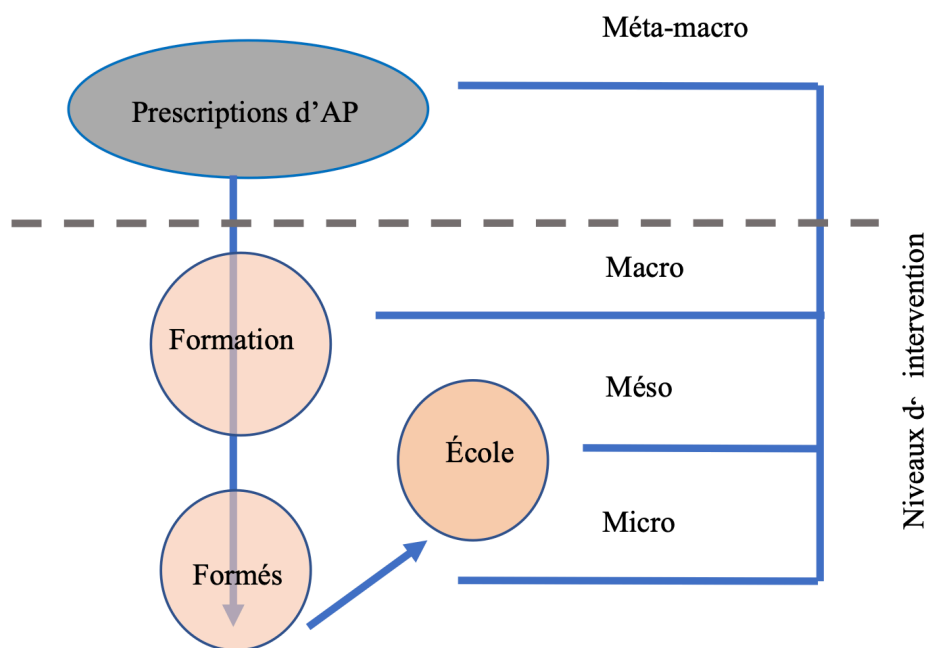 Méta-macro
Prescriptions d’AP
Macro
Formation
Méso
École
Micro
Formés
Niveaux intervention